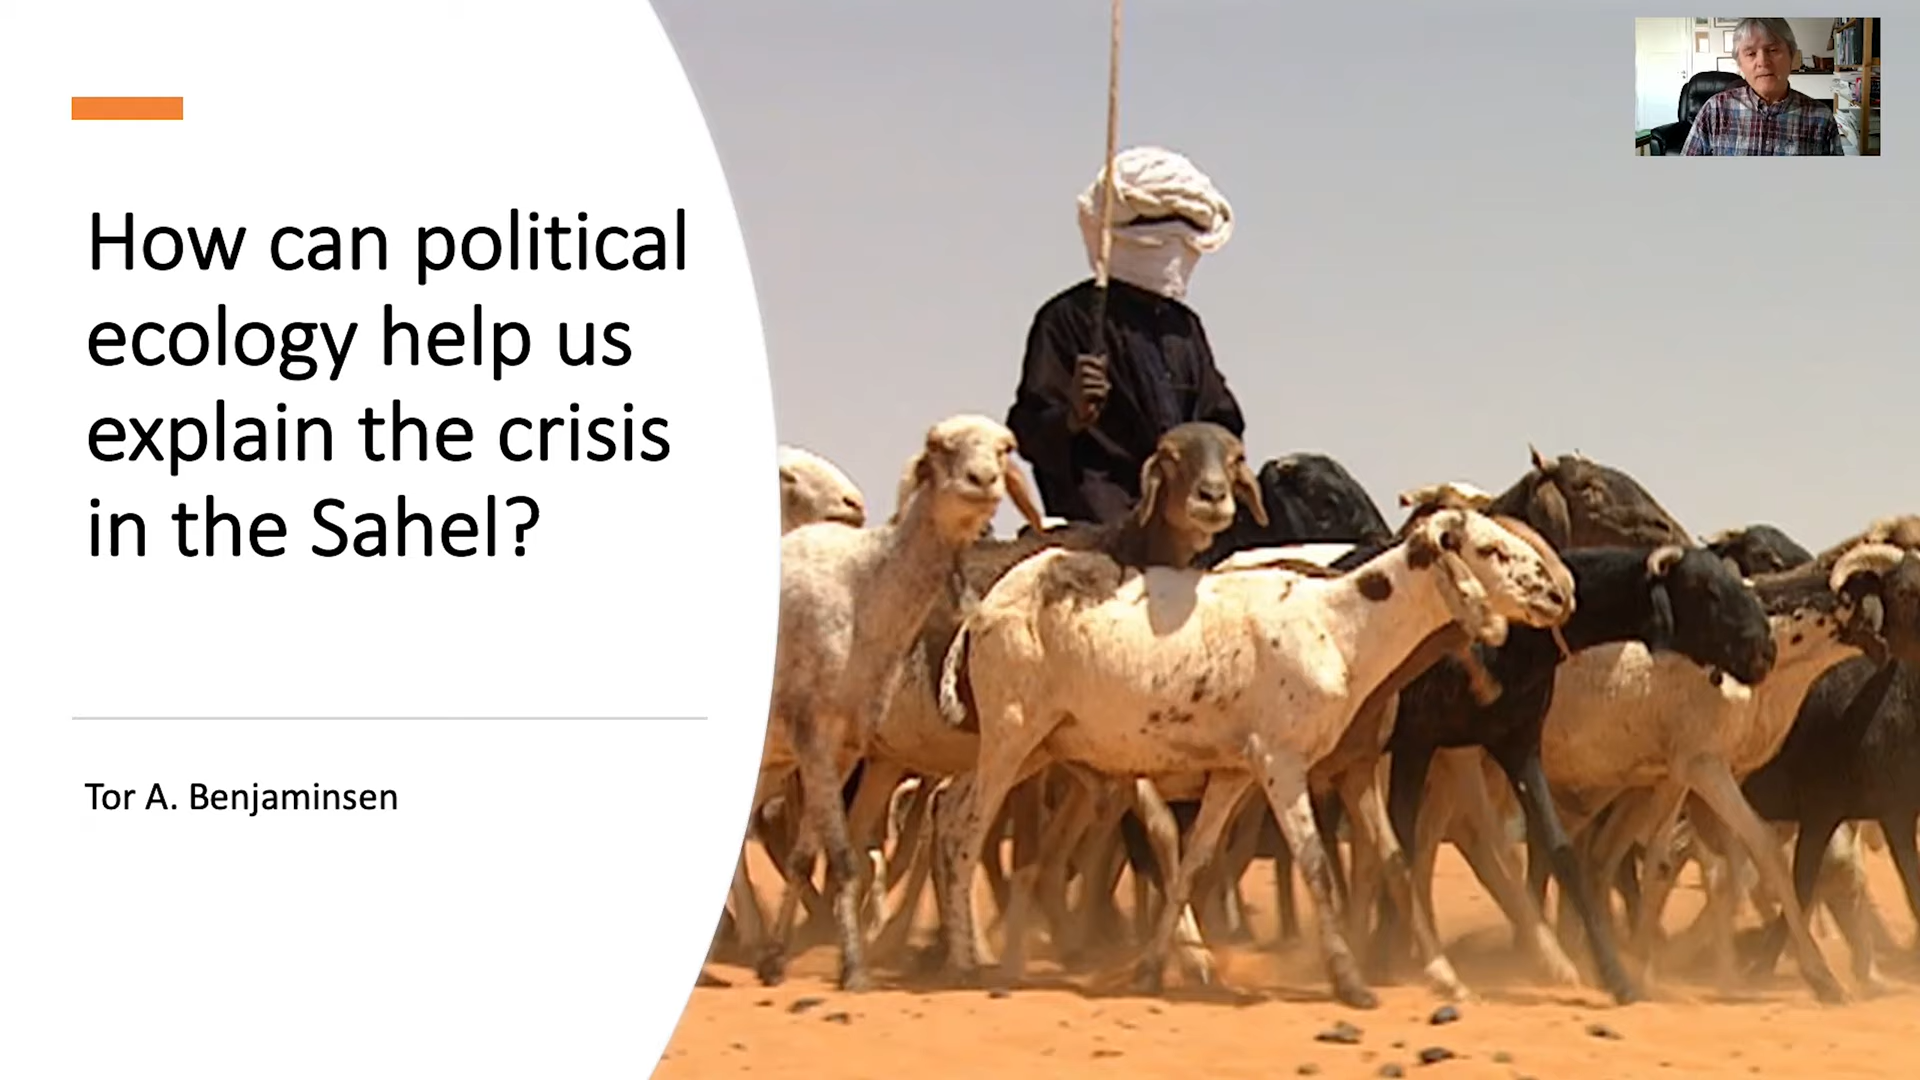 How can political
ecology help us
explain the crisis
in the Sahel?
Tor A. Benjaminsen